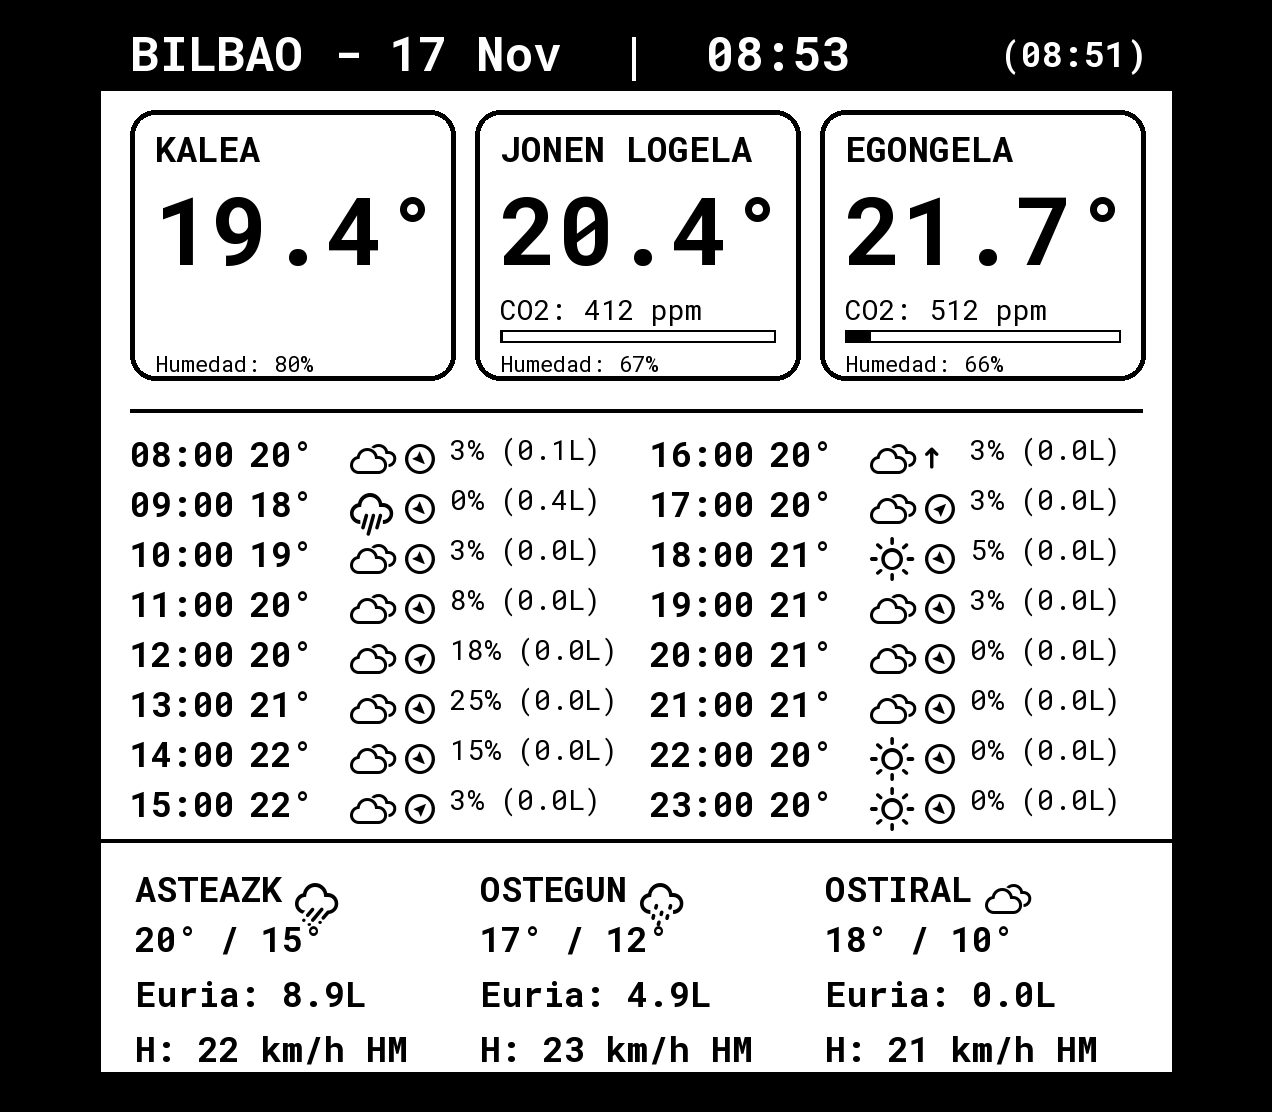 BILBAO - 17 Nov | 08:53 (08:51)
KALEA
19.4°
Humedad: 80%
JONEN LOGELA
20.4°
CO2: 412 ppm
Humedad: 67%
EGONGELA
21.7°
CO2: 512 ppm
Humedad: 66%
08:00 20° 3% (0.1L)
09:00 18° 0% (0.4L)
10:00 19° 3% (0.0L)
11:00 20° 8% (0.0L)
12:00 20° 18% (0.0L)
13:00 21° 25% (0.0L)
14:00 22° 15% (0.0L)
15:00 22° 3% (0.0L)
16:00 20° 3% (0.0L)
17:00 20° 3% (0.0L)
18:00 21° 5% (0.0L)
19:00 21° 3% (0.0L)
20:00 21° 0% (0.0L)
21:00 21° 0% (0.0L)
22:00 20° 0% (0.0L)
23:00 20° 0% (0.0L)
ASTEAZK
20° / 15°
Euria: 8.9L
H: 22 km/h HM
OSTEGUN
17° / 12°
Euria: 4.9L
H: 23 km/h HM
OSTIRAL
18° / 10°
Euria: 0.0L
H: 21 km/h HM